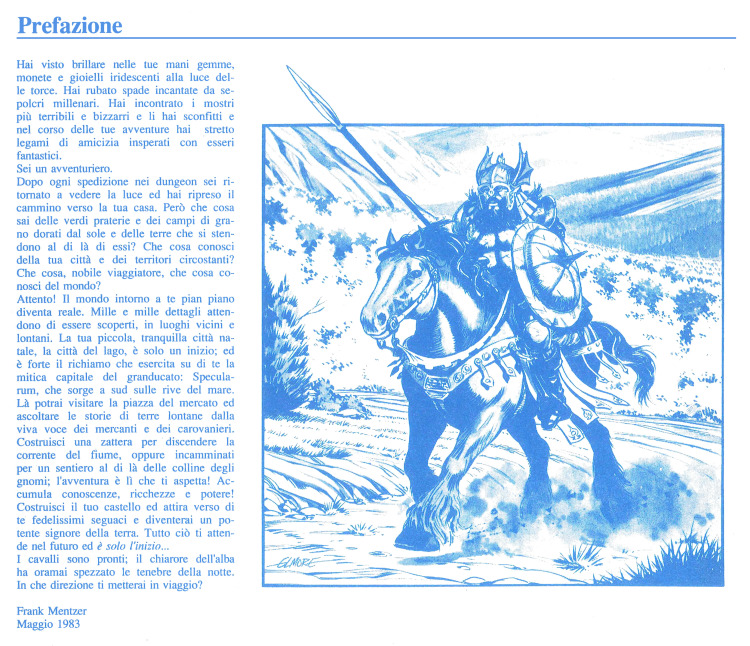 Prefazione
Hai visto brillare nelle tue mani gemme,
monete e gioielli iridescenti alla luce del-
le torce. Hai rubato spade incantate da se-
polcri millenari. Hai incontrato i mostri
più terribili e bizzarri e li hai sconfitti e
nel corso delle tue avventure hai stretto
legami di amicizia insperati con esseri
fantastici.
Sei un avventuriero.
Dopo ogni spedizione nei dungeon sei ri-
tornato a vedere la luce ed hai ripreso il
cammino verso la tua casa. Però che cosa
sai delle verdi praterie e dei campi di gra-
no dorati dal sole e delle terre che si sten-
dono al di là di essi? Che cosa conosci
della tua città e dei territori circostanti?
Che cosa, nobile viaggiatore, che cosa co-
nosci del mondo?
Attento! Il mondo intorno a te pian piano
diventa reale. Mille e mille dettagli atten-
dono di essere scoperti, in luoghi vicini e
lontani. La tua piccola, tranquilla città na-
tale, la città del lago, è solo un inizio; ed
è forte il richiamo che esercita su di te la
mitica capitale del granducato: Specula-
rum, che sorge a sud sulle rive del mare.
Là potrai visitare la piazza del mercato ed
ascoltare le storie di terre lontane dalla
viva voce dei mercanti e dei carovanieri.
Costruisci una zattera per discendere la
corrente del fiume, oppure incamminati
per un sentiero al di là delle colline degli
gnomi; l'avventura è lì che ti aspetta! Ac-
cumula conoscenze, ricchezze e potere!
Costruisci il tuo castello ed attira verso di
te fedelissimi seguaci e diventerai un po-
tente signore della terra. Tutto ciò ti atten-
de nel futuro ed è solo l'inizio...
I cavalli sono pronti; il chiarore dell'alba
ha oramai spezzato le tenebre della notte.
In che direzione ti metterai in viaggio?
Frank Mentzer
Maggio 1983
ELMORE